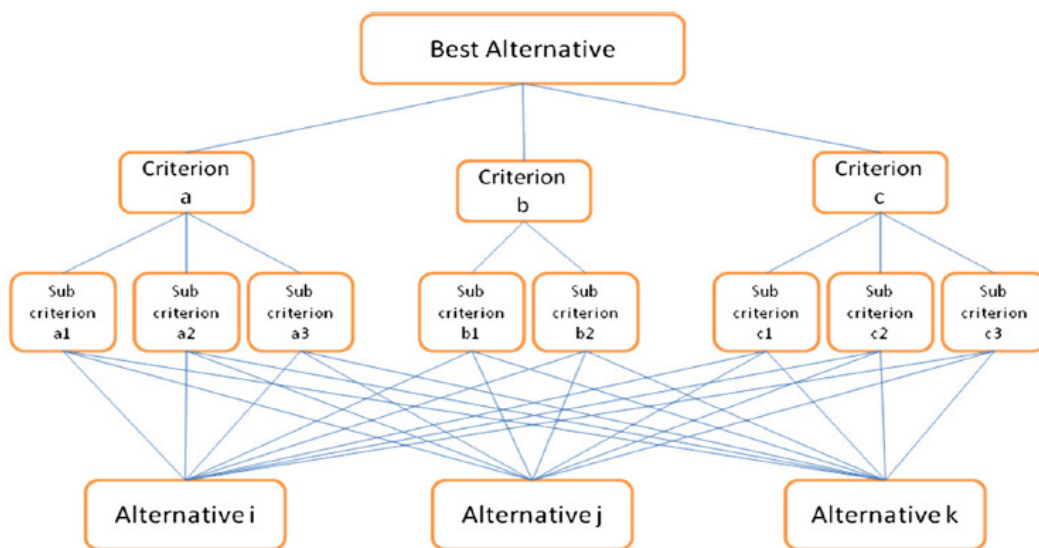 Best Alternative
Criterion
a
Criterion
b
Criterion
c
Sub
criterion
a1
Sub
criterion
a2
Sub
criterion
a3
Sub
criterion
b1
Sub
criterion
b2
Sub
criterion
c1
Sub
criterion
c2
Sub
criterion
c3
Alternative i
Alternative j
Alternative k